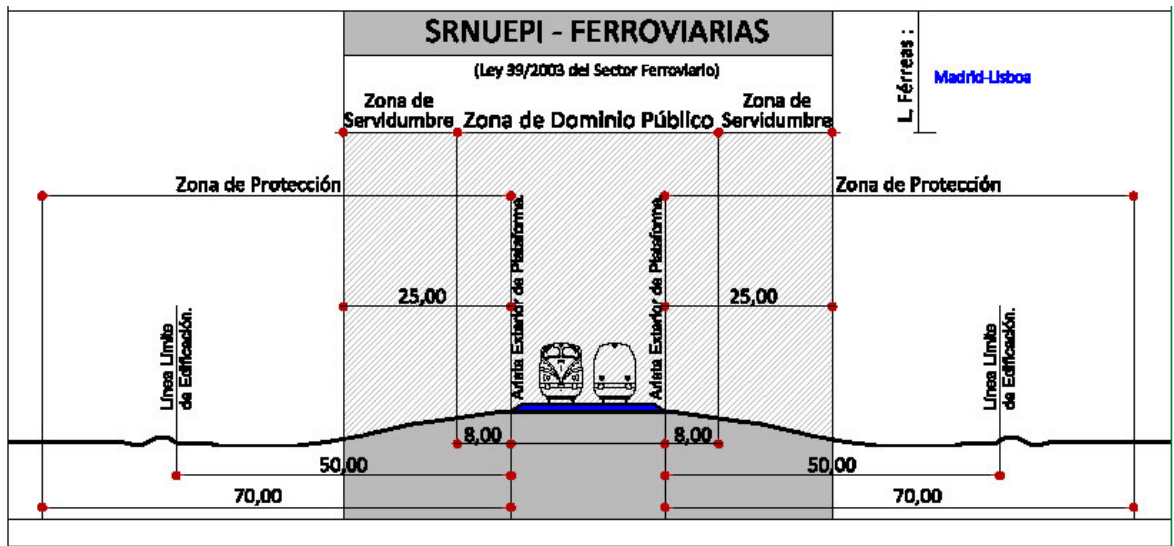 SRNUEPI - FERROVIARIAS
(Ley 39/2003 del Sector Ferroviario)
L. Férreas :
Madrid-Lisboa
Zona de
Servidumbre
Zona de Dominio Público
Zona de
Servidumbre
Zona de Protección
Zona de Protección
Arista Exterior de Plataforma.
Arista Exterior de Plataforma.
25,00
25,00
Línea Límite
de Edificación.
Línea Límite
de Edificación.
8,00
8,00
50,00
50,00
70,00
70,00